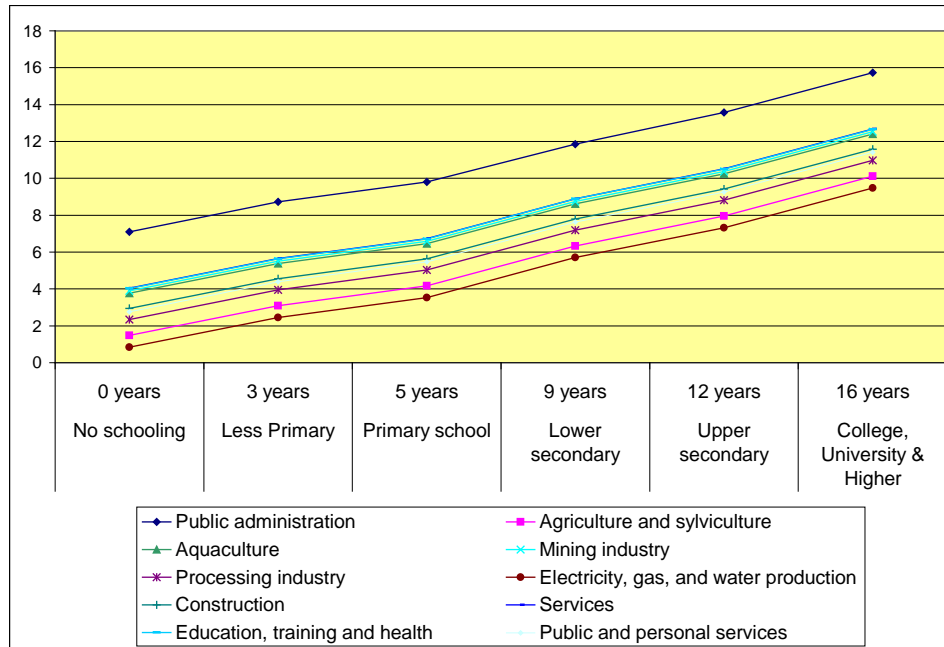 18
16
14
12
10
8
6
4
2
0
0 years 3 years 5 years 9 years 12 years 16 years
No schooling Less Primary Primary school Lower secondary Upper secondary College, University & Higher
Public administration Agriculture and sylviculture
Aquaculture Mining industry
Processing industry Electricity, gas, and water production
Construction Services
Education, training and health Public and personal services